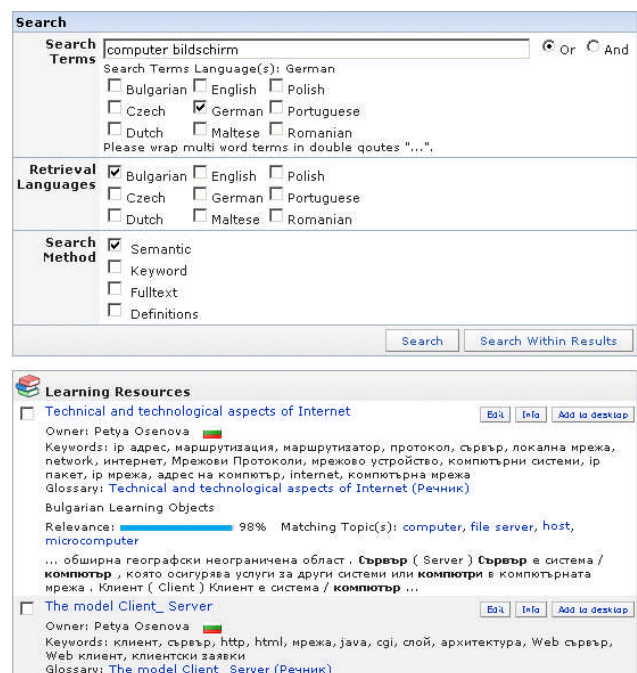 Search
Search Terms
computer bildschirm
Or And
Search Terms Language(s): German
Bulgarian English Polish
Czech German Portuguese
Dutch Maltese Romanian
Please wrap multi word terms in double qoutes "...".
Retrieval Languages
Bulgarian English Polish
Czech German Portuguese
Dutch Maltese Romanian
Search Method
Semantic
Keyword
Fulltext
Definitions
Search Search Within Results
Learning Resources
Technical and technological aspects of Internet Edit Info Add to desktop
Owner: Petya Osenova
Keywords: ip адрес, маршрутизация, маршрутизатор, протокол, сървър, локална мрежа,
network, интернет, Мрежови Протоколи, мрежово устройство, компютърни системи, ip
пакет, ip мрежа, адрес на компютър, internet, компютърна мрежа
Glossary: Technical and technological aspects of Internet (Речник)
Bulgarian Learning Objects
Relevance: 98% Matching Topic(s): computer, file server, host,
microcomputer
... обширна географски неограничена област . Сървър ( Server ) Сървър е система /
компютър , която осигурява услуги за други системи или компютри в компютърната
мрежа . Клиент ( Client ) Клиент е система / компютър ...
The model Client_ Server Edit Info Add to desktop
Owner: Petya Osenova
Keywords: клиент, сървър, http, html, мрежа, java, cgi, слой, архитектура, Web сървър,
Web клиент, клиентски заявки
Glossary: The model Client_ Server (Речник)